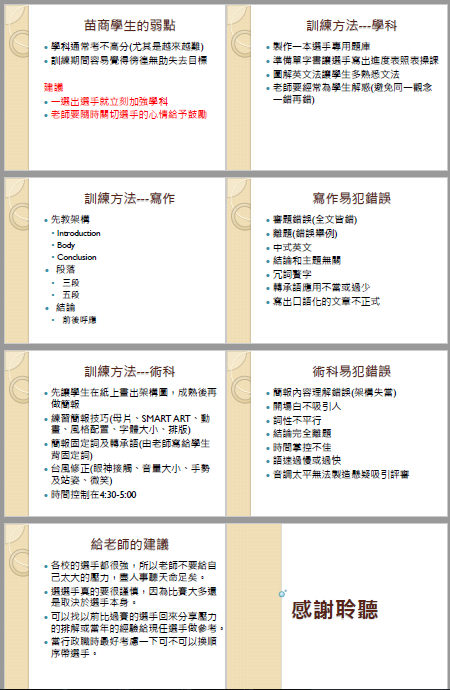 苗商學生的弱點
學科通常考不高分(尤其是越來越難)
訓練期間容易覺得徬徨無助失去目標
建議
一選出選手就立刻加強學科
老師要隨時關切選手的心情給予鼓勵
訓練方法---學科
製作一本選手專用題庫
準備單字書讓選手寫出進度表照表操課
圖解英文法讓學生多熟悉文法
老師要經常為學生解惑(避免同一觀念
一錯再錯)
訓練方法---寫作
先教架構
Introduction
Body
Conclusion
段落
三段
五段
結論
前後呼應
寫作易犯錯誤
審題錯誤(全文皆錯)
離題(錯誤舉例)
中式英文
結論和主題無關
冗詞贅字
轉承語應用不當或過少
寫出口語化的文章不正式
訓練方法---術科
先讓學生在紙上畫出架構圖，成熟後再
做簡報
練習簡報技巧(母片、SMART ART、動
畫、風格配置、字體大小、排版)
簡報固定詞及轉承語(由老師寫給學生
背固定詞)
台風修正(眼神接觸、音量大小、手勢
及站姿、微笑)
時間控制在4:30-5:00
術科易犯錯誤
簡報內容理解錯誤(架構失當)
開場白不吸引人
詞性不平行
結論完全離題
時間掌控不佳
語速過慢或過快
音調太平無法製造懸疑吸引評審
給老師的建議
各校的選手都很強，所以老師不要給自
己太大的壓力，盡人事聽天命足矣。
選選手真的要很謹慎，因為比賽大多還
是取決於選手本身。
可以找以前比過賽的選手回來分享壓力
的排解或當年的經驗給現任選手做參考。
當行政職時最好考慮一下可不可以換順
序帶選手。
感謝聆聽